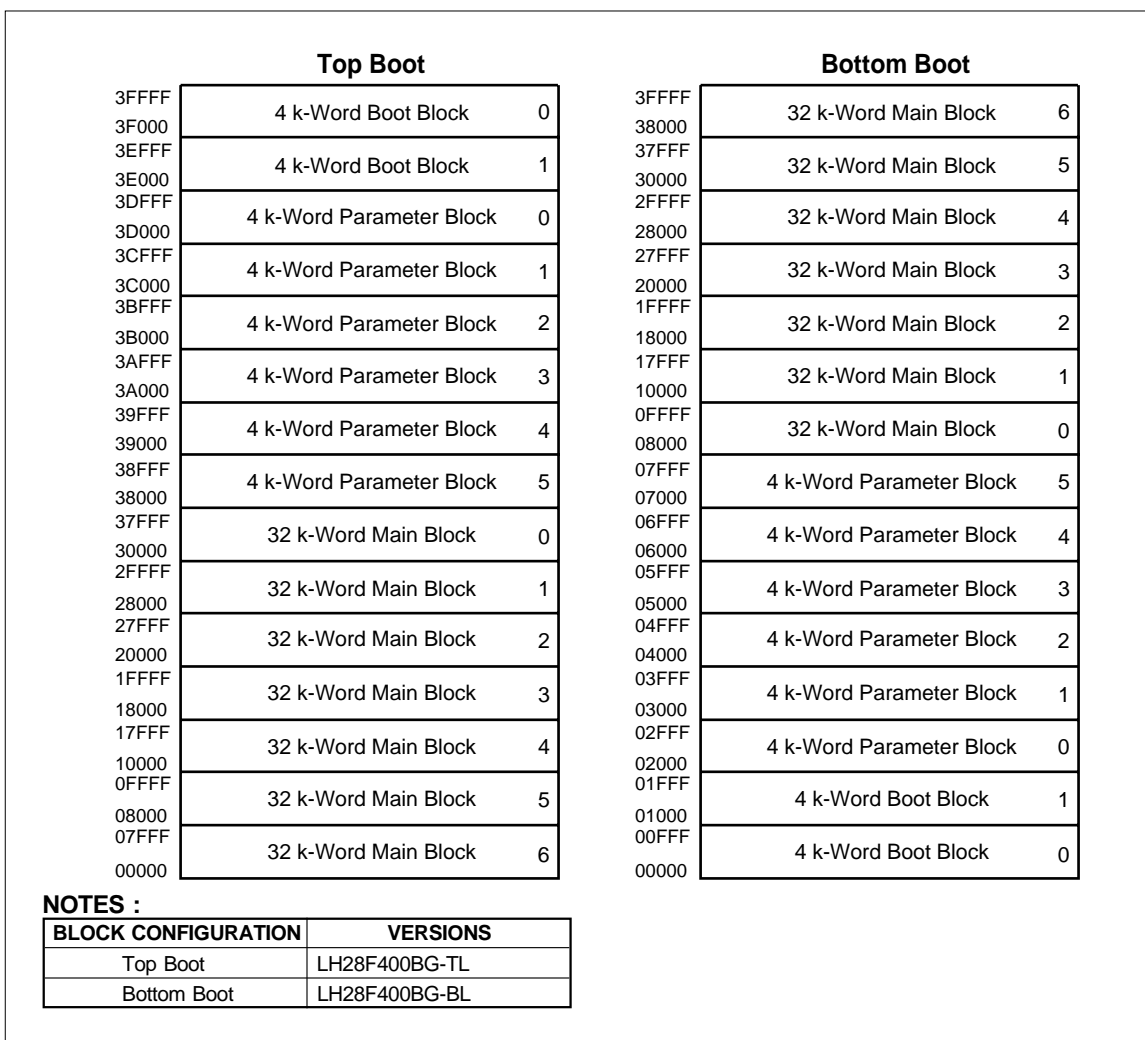 Top Boot
3FFFF
4 k-Word Boot Block 0
3F000
3EFFF
4 k-Word Boot Block 1
3E000
3DFFF
4 k-Word Parameter Block 0
3D000
3CFFF
4 k-Word Parameter Block 1
3C000
3BFFF
4 k-Word Parameter Block 2
3B000
3AFFF
4 k-Word Parameter Block 3
3A000
39FFF
4 k-Word Parameter Block 4
39000
38FFF
4 k-Word Parameter Block 5
38000
37FFF
32 k-Word Main Block 0
30000
2FFFF
32 k-Word Main Block 1
28000
27FFF
32 k-Word Main Block 2
20000
1FFFF
32 k-Word Main Block 3
18000
17FFF
32 k-Word Main Block 4
10000
0FFFF
32 k-Word Main Block 5
08000
07FFF
32 k-Word Main Block 6
00000
Bottom Boot
3FFFF
32 k-Word Main Block 6
38000
37FFF
32 k-Word Main Block 5
30000
2FFFF
32 k-Word Main Block 4
28000
27FFF
32 k-Word Main Block 3
20000
1FFFF
32 k-Word Main Block 2
18000
17FFF
32 k-Word Main Block 1
10000
0FFFF
32 k-Word Main Block 0
08000
07FFF
4 k-Word Parameter Block 5
07000
06FFF
4 k-Word Parameter Block 4
06000
05FFF
4 k-Word Parameter Block 3
05000
04FFF
4 k-Word Parameter Block 2
04000
03FFF
4 k-Word Parameter Block 1
03000
02FFF
4 k-Word Parameter Block 0
02000
01FFF
4 k-Word Boot Block 1
01000
00FFF
4 k-Word Boot Block 0
00000
NOTES :
BLOCK CONFIGURATION VERSIONS
Top Boot LH28F400BG-TL
Bottom Boot LH28F400BG-BL